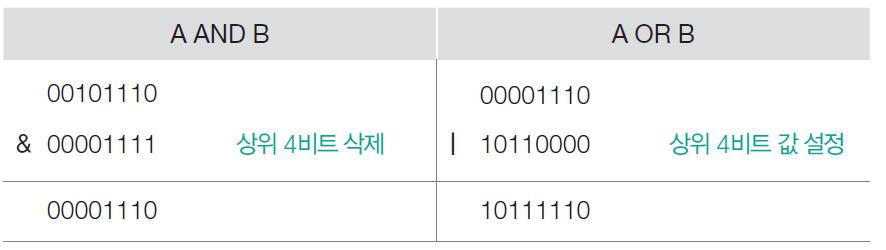 A AND B
A OR B
00101110
& 00001111 상위 4비트 삭제
00001110
00001110
| 10110000 상위 4비트 값 설정
10111110